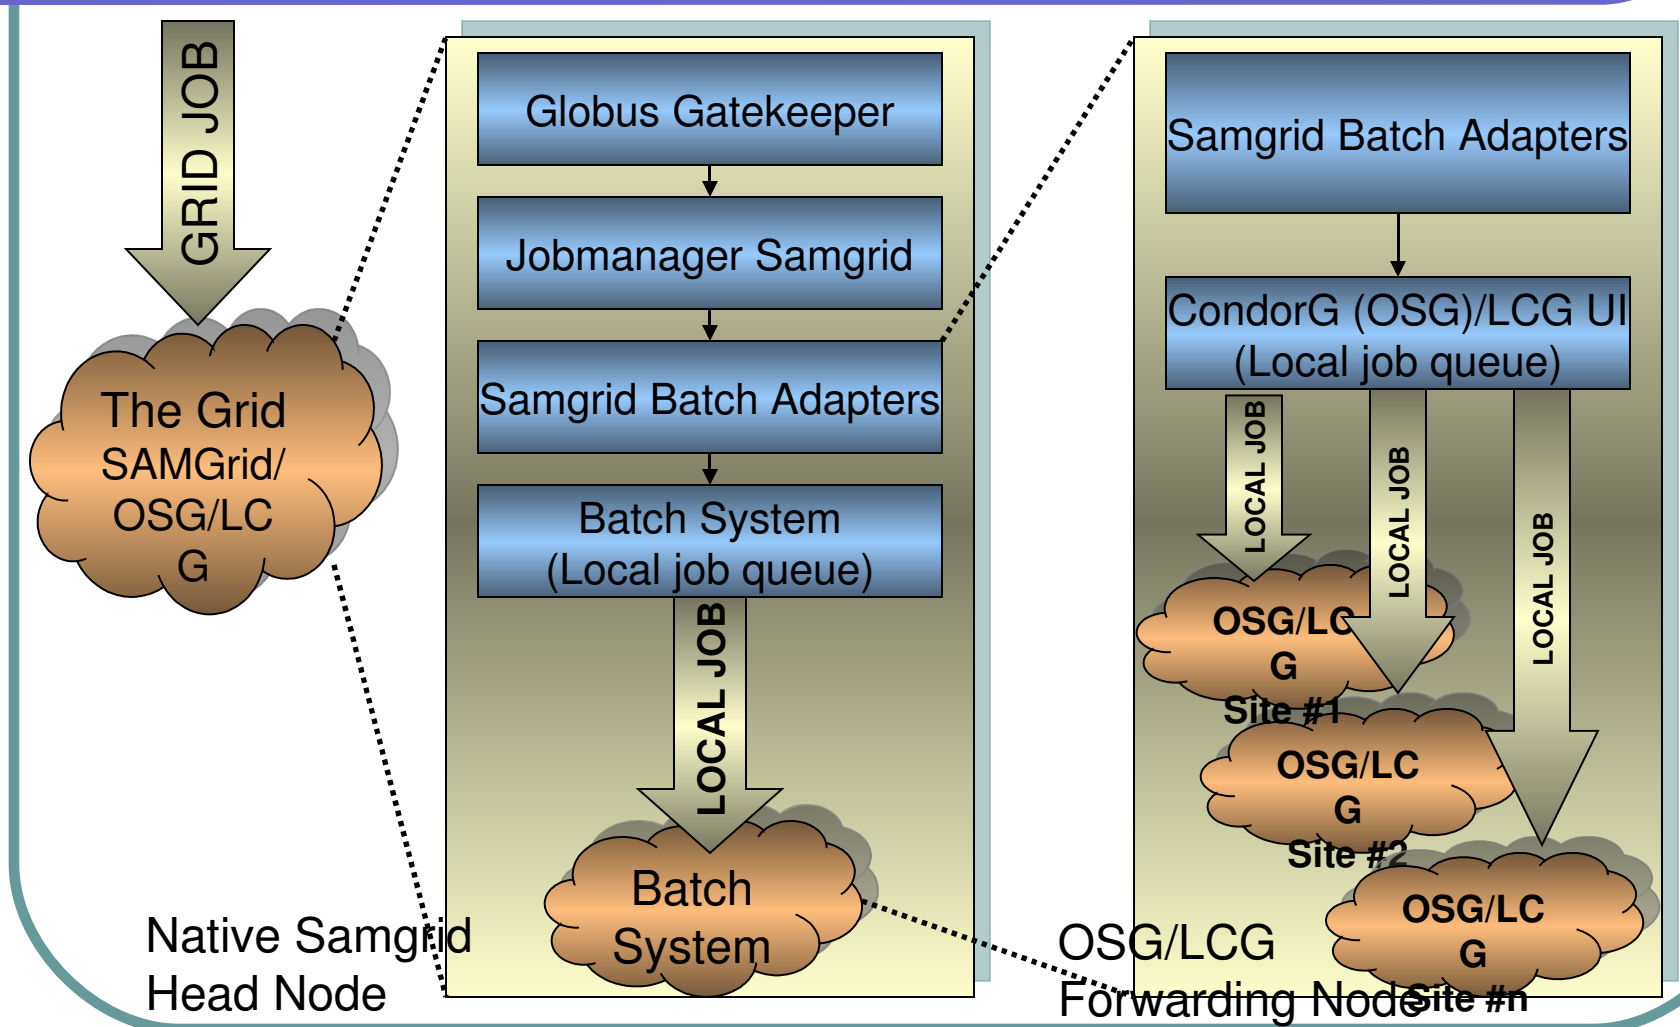 GRID JOB
The Grid
SAMGrid/
OSG/LC
G
Native Samgrid
Head Node
Globus Gatekeeper
Jobmanager Samgrid
Samgrid Batch Adapters
Batch System
(Local job queue)
LOCAL JOB
Batch
System
OSG/LCG
Forwarding Node
Samgrid Batch Adapters
CondorG (OSG)/LCG UI
(Local job queue)
LOCAL JOB
LOCAL JOB
LOCAL JOB
OSG/LC
G
Site #1
OSG/LC
G
Site #2
OSG/LC
G
Site #n